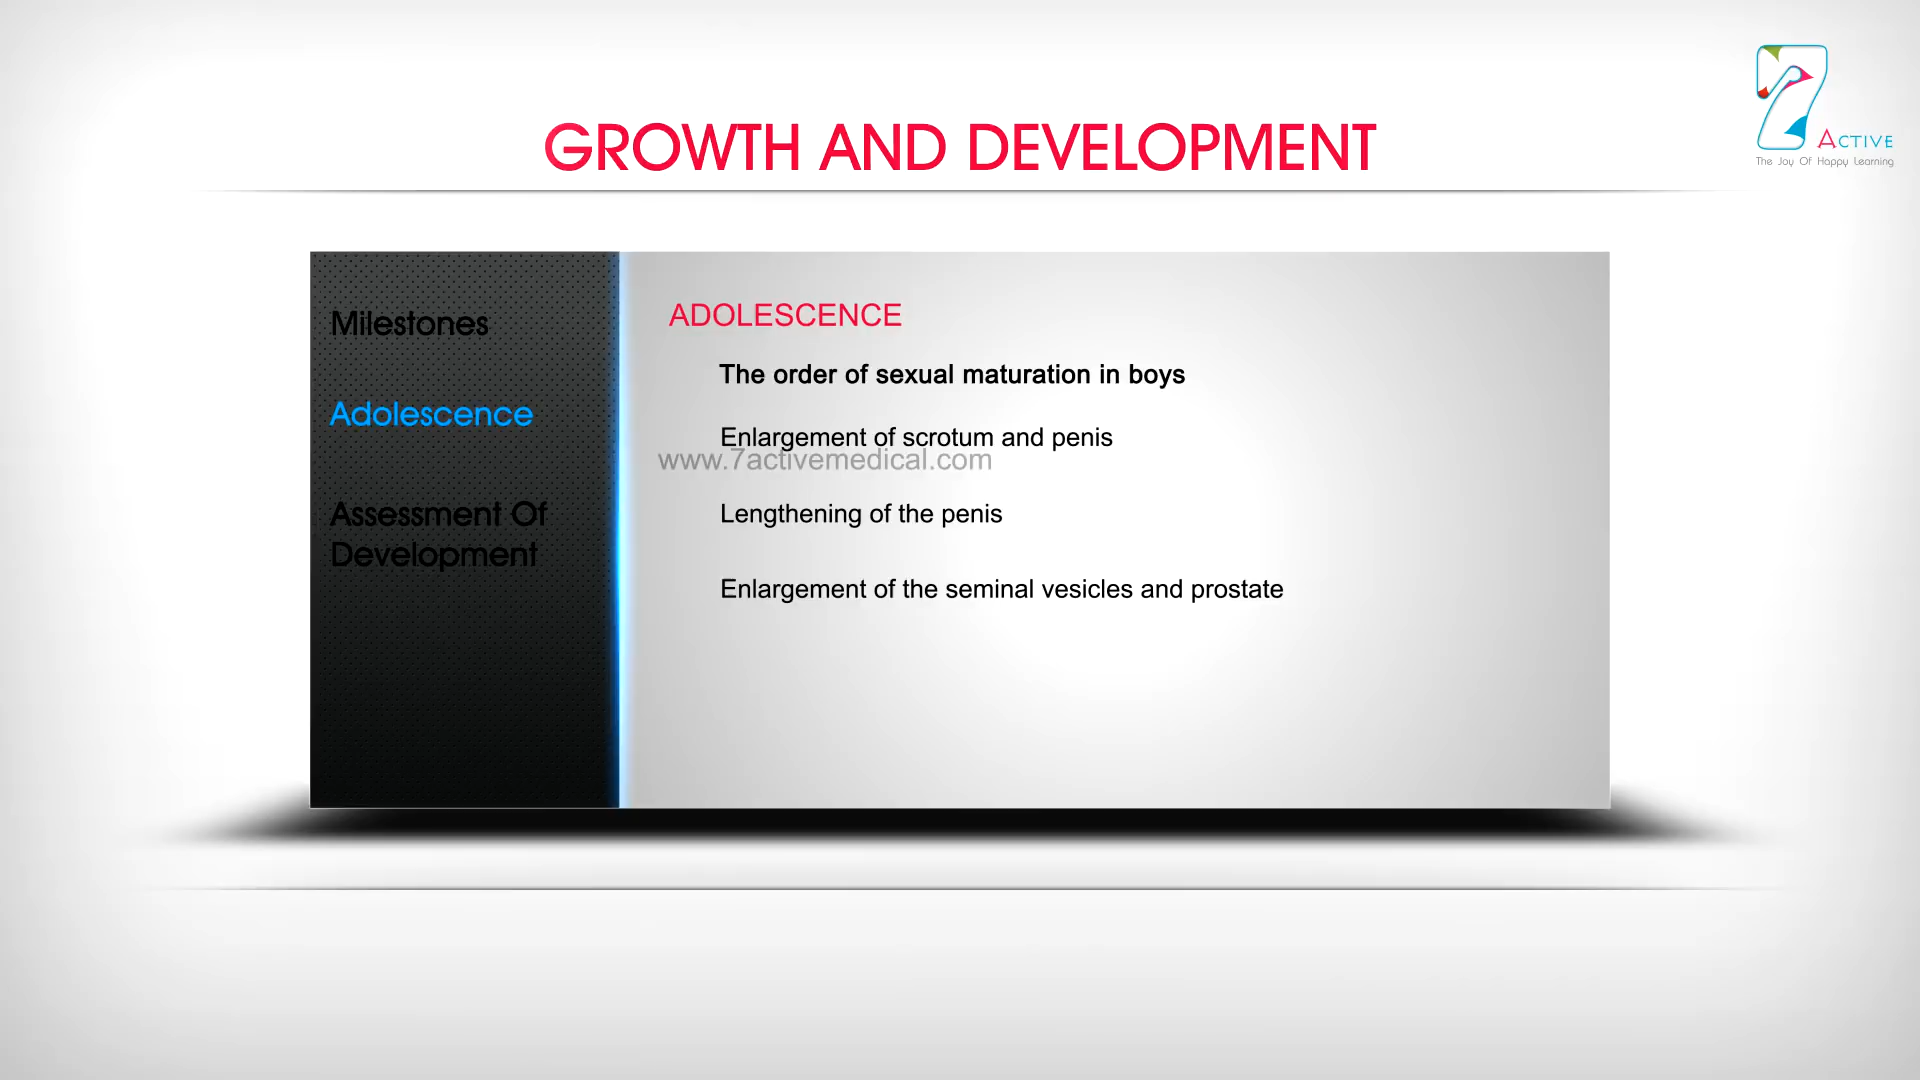 GROWTH AND DEVELOPMENT
7
ACTIVE
The Joy Of Happy Learning
Milestones
Adolescence
Assessment Of
Development
ADOLESCENCE
The order of sexual maturation in boys
Enlargement of scrotum and penis
www.7activemedical.com
Lengthening of the penis
Enlargement of the seminal vesicles and prostate